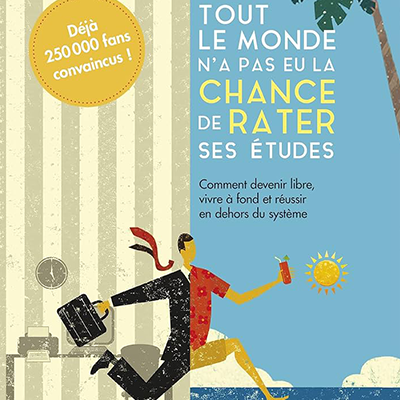 Déjà
250 000 fans
convaincus !
TOUT
LE MONDE
N'A PAS EU LA
CHANCE
DE RATER
SES ÉTUDES
Comment devenir libre,
vivre à fond et réussir
en dehors du système